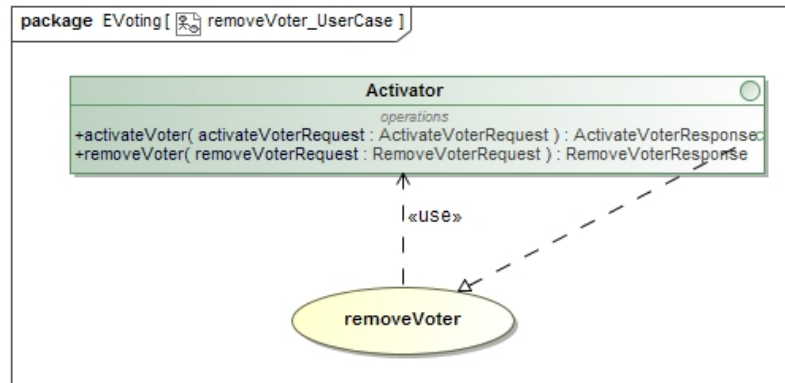 package EVoting [ removeVoter_UserCase ]
Activator
operations
+activateVoter( activateVoterRequest : ActivateVoterRequest ) : ActivateVoterResponse
+removeVoter( removeVoterRequest : RemoveVoterRequest ) : RemoveVoterResponse
«use»
removeVoter